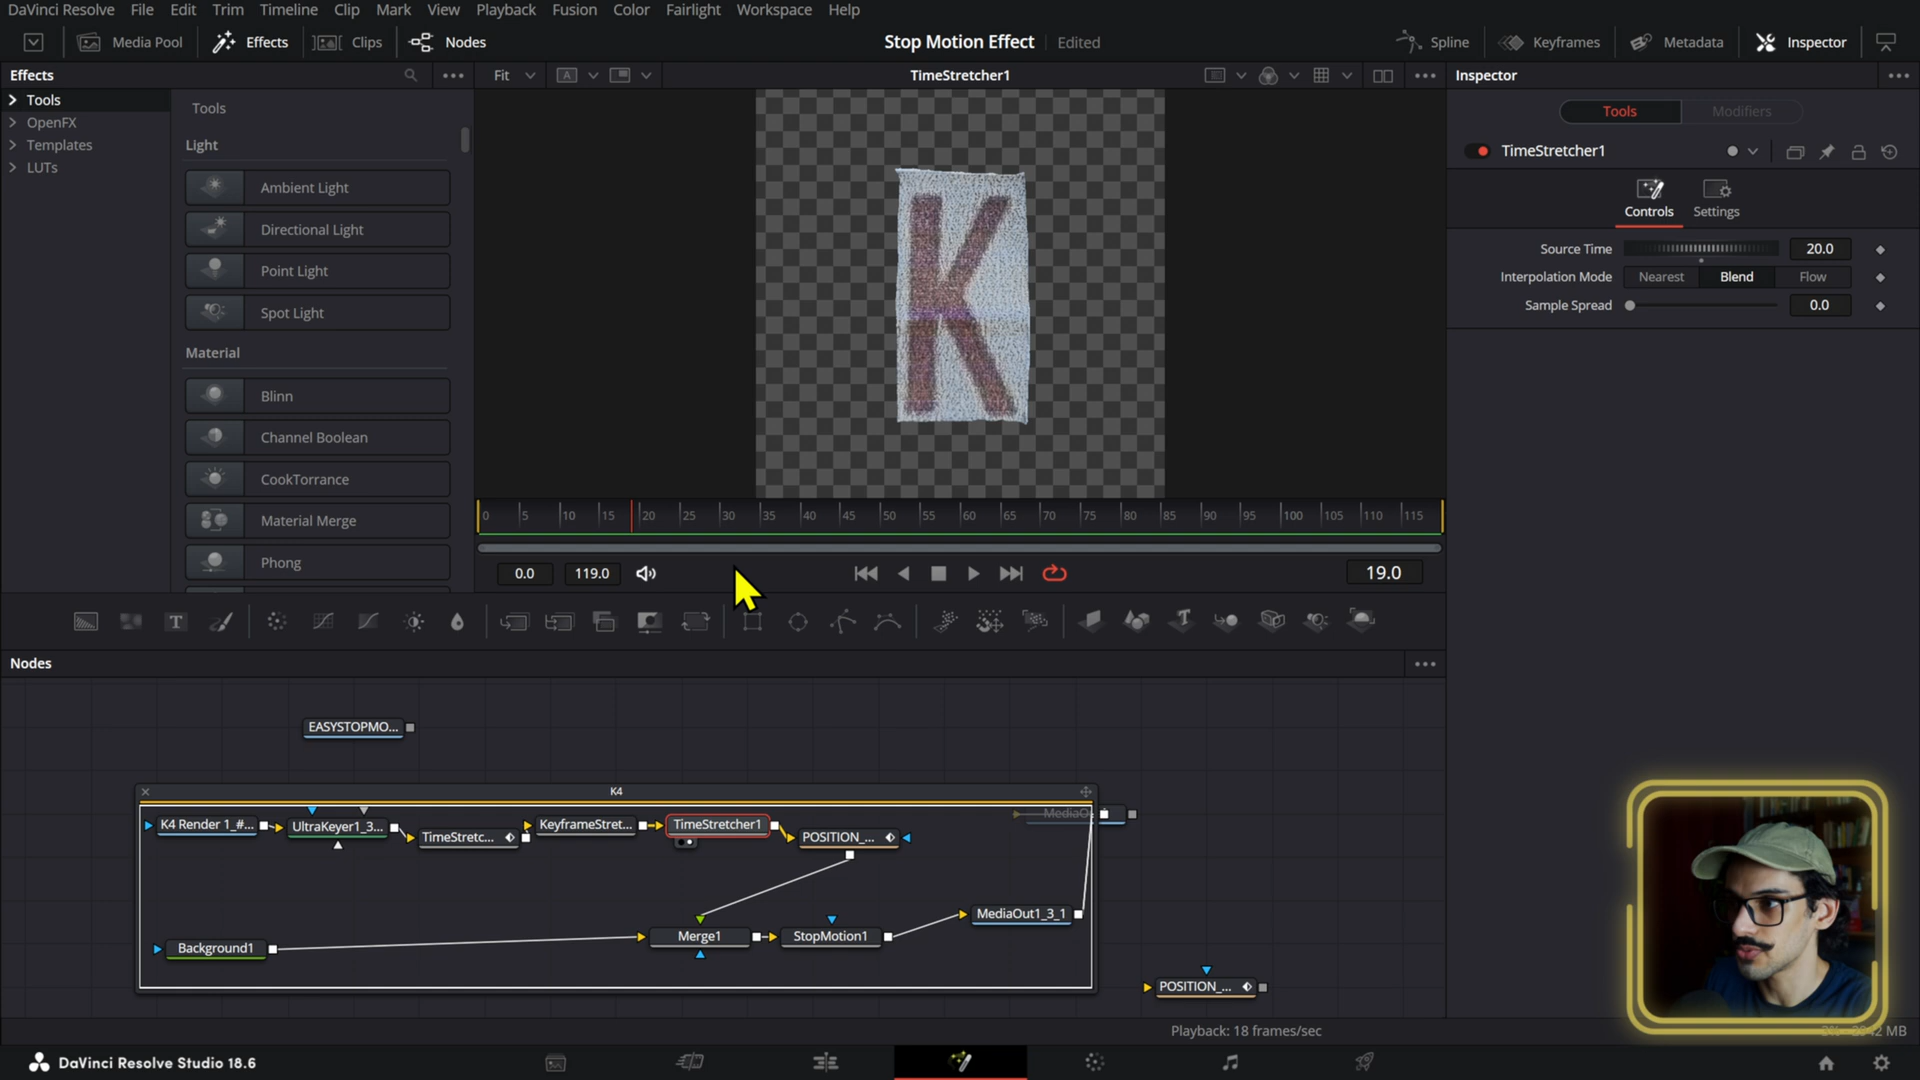 DaVinci Resolve File Edit Trim Timeline Clip Mark View Playback Fusion Color Fairlight Workspace Help
Media Pool Effects Clips Nodes Stop Motion Effect Edited Spline Keyframes Metadata Inspector
Effects Fit A TimeStretcher1 Inspector
Tools
OpenFX
Templates
LUTs
Tools
Light
Ambient Light
Directional Light
Point Light
Spot Light
Material
Blinn
Channel Boolean
CookTorrance
Material Merge
Phong
K
Tools Modifiers
TimeStretcher1
Controls Settings
Source Time 20.0
Interpolation Mode Nearest Blend Flow
Sample Spread 0.0
0 5 10 15 20 25 30 35 40 45 50 55 60 65 70 75 80 85 90 95 100 105 110 115
0.0 119.0 19.0
T
Nodes
EASYSTOPMO...
K4
K4 Render 1_#... UltraKeyer1_3... TimeStretc... KeyframeStret... TimeStretcher1 POSITION_...
MediaOut1_3_1
Background1 Merge1 StopMotion1
POSITION_...
Playback: 18 frames/sec
DaVinci Resolve Studio 18.6